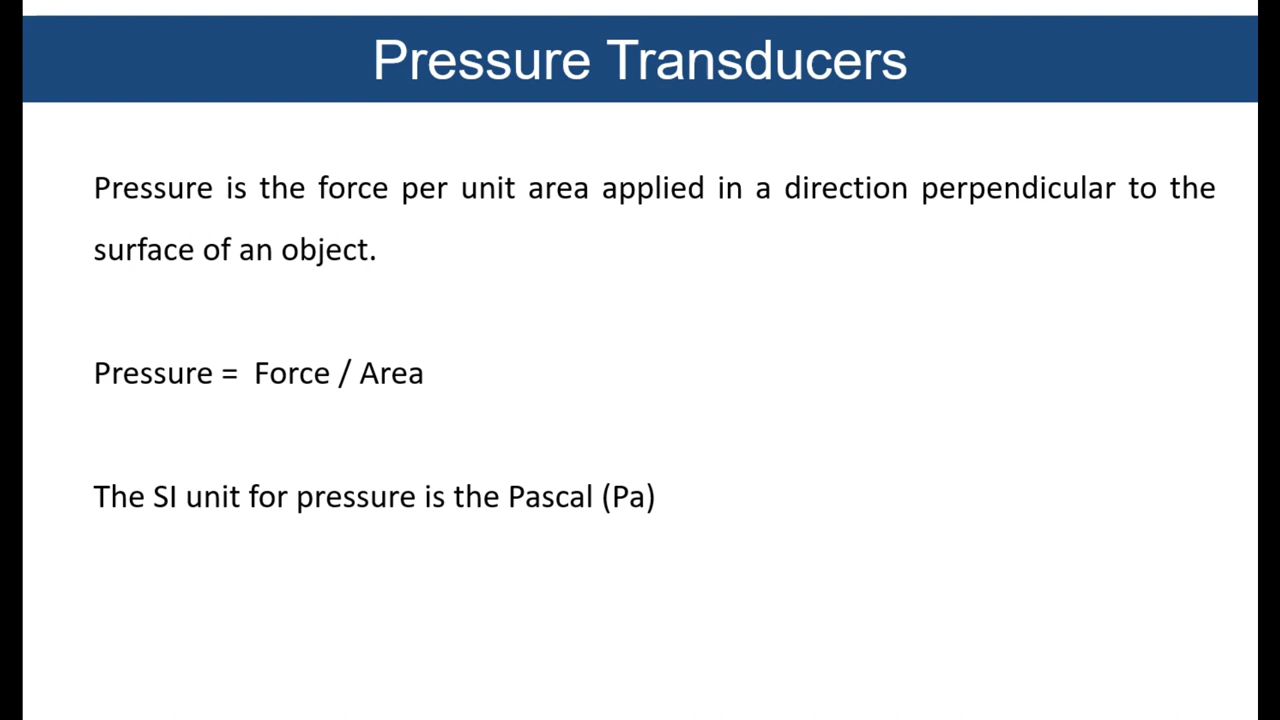 Pressure Transducers
Pressure is the force per unit area applied in a direction perpendicular to the
surface of an object.
Pressure = Force / Area
The SI unit for pressure is the Pascal (Pa)